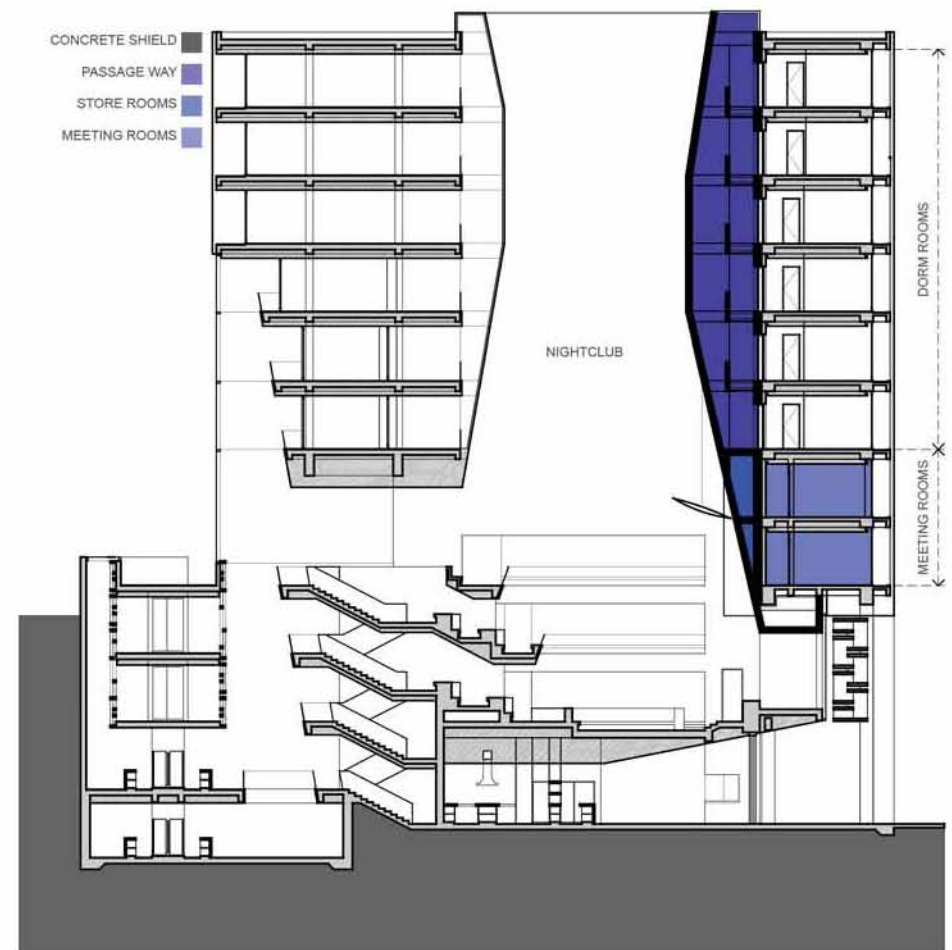 CONCRETE SHIELD
PASSAGE WAY
STORE ROOMS
MEETING ROOMS
NIGHTCLUB
DORM ROOMS
MEETING ROOMS